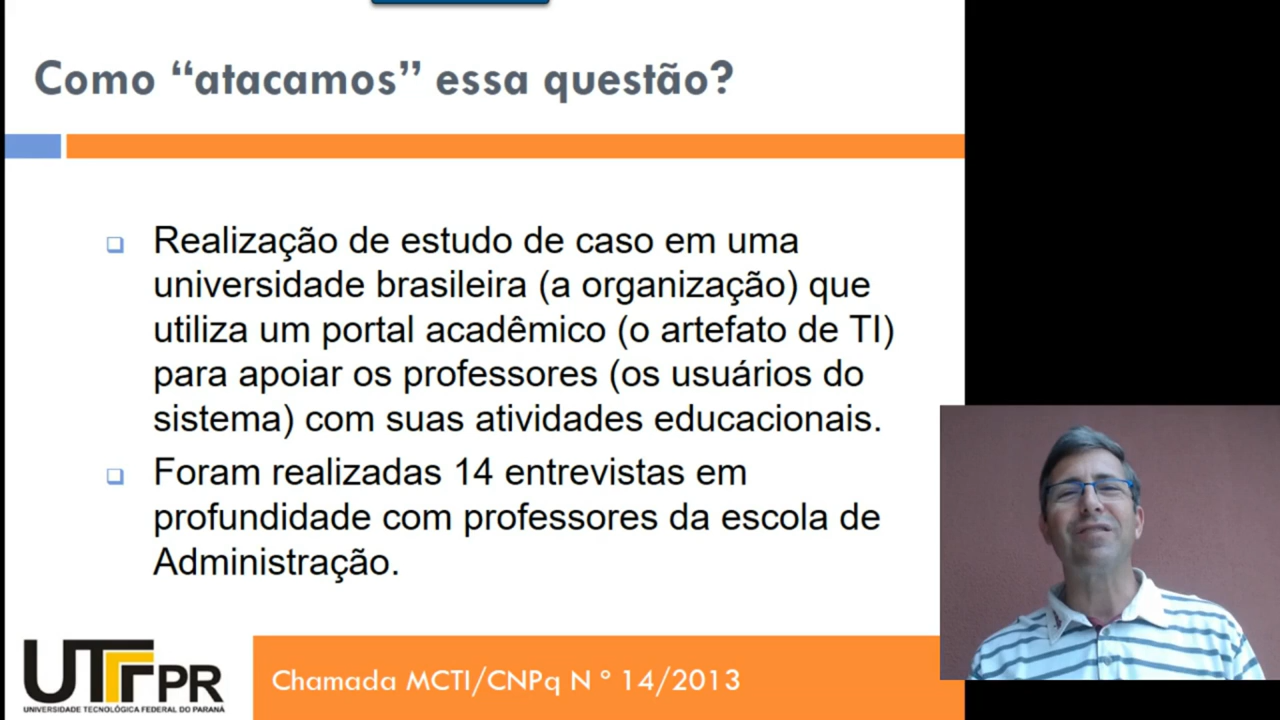 Como “atacamos” essa questão?
Realização de estudo de caso em uma
universidade brasileira (a organização) que
utiliza um portal acadêmico (o artefato de TI)
para apoiar os professores (os usuários do
sistema) com suas atividades educacionais.
Foram realizadas 14 entrevistas em
profundidade com professores da escola de
Administração.
UTFPR
UNIVERSIDADE TECNOLÓGICA FEDERAL DO PARANÁ
Chamada MCTI/CNPq N º 14/2013